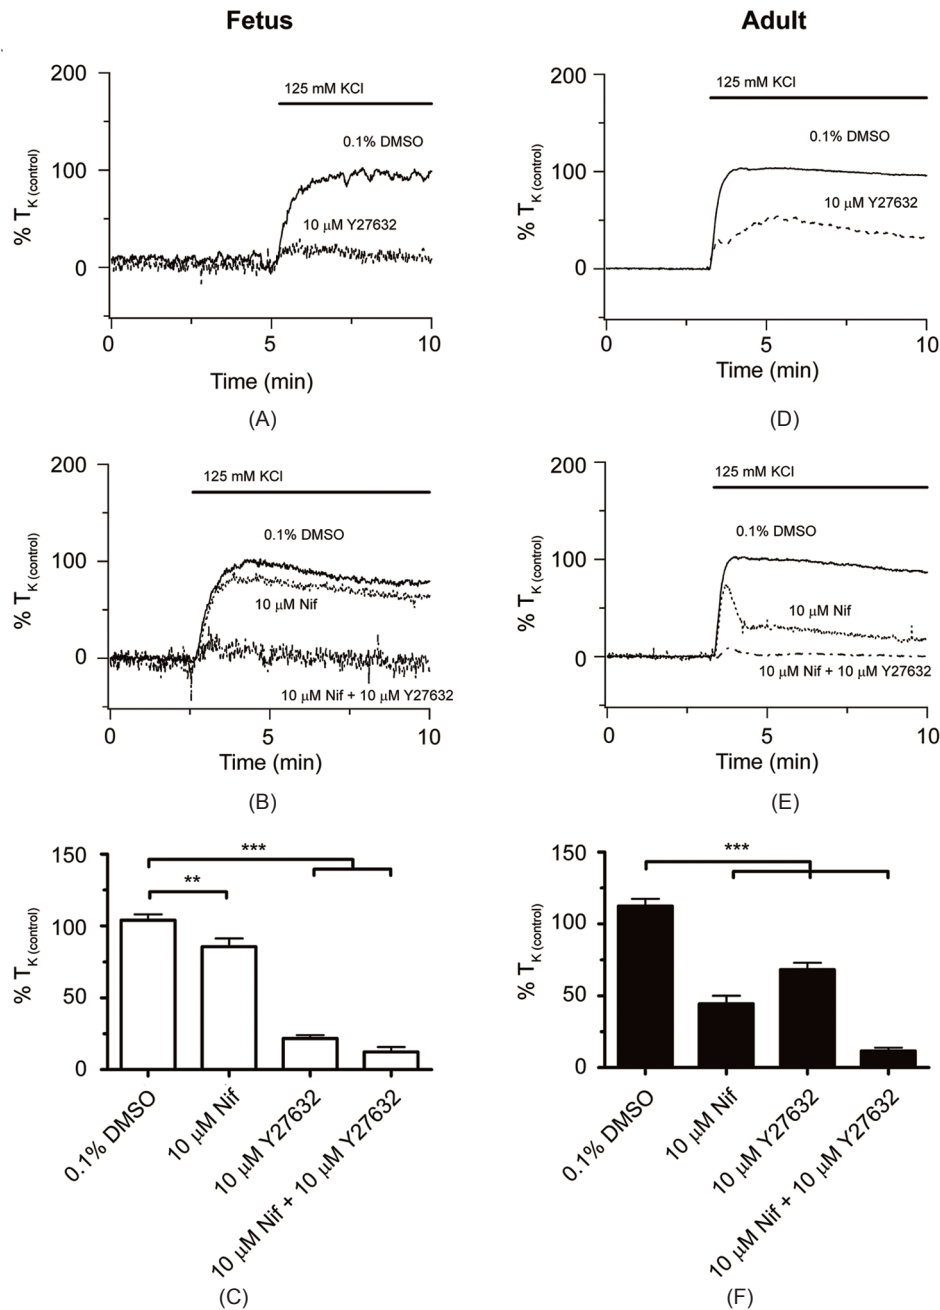 Fetus
Adult
200
100
0
% T K (control)
125 mM KCl
0.1% DMSO
10 μM Y27632
0
5
10
Time (min)
(A)
200
100
0
% T K (control)
125 mM KCl
0.1% DMSO
10 μM Y27632
0
5
10
Time (min)
(D)
200
100
0
% T K (control)
125 mM KCl
0.1% DMSO
10 μM Nif
10 μM Nif + 10 μM Y27632
0
5
10
Time (min)
(B)
200
100
0
% T K (control)
125 mM KCl
0.1% DMSO
10 μM Nif
10 μM Nif + 10 μM Y27632
0
5
10
Time (min)
(E)
150
100
50
0
% T K (control)
***
**
0.1% DMSO
10 μM Nif
10 μM Y27632
10 μM Nif + 10 μM Y27632
(C)
150
100
50
0
% T K (control)
***
0.1% DMSO
10 μM Nif
10 μM Y27632
10 μM Nif + 10 μM Y27632
(F)